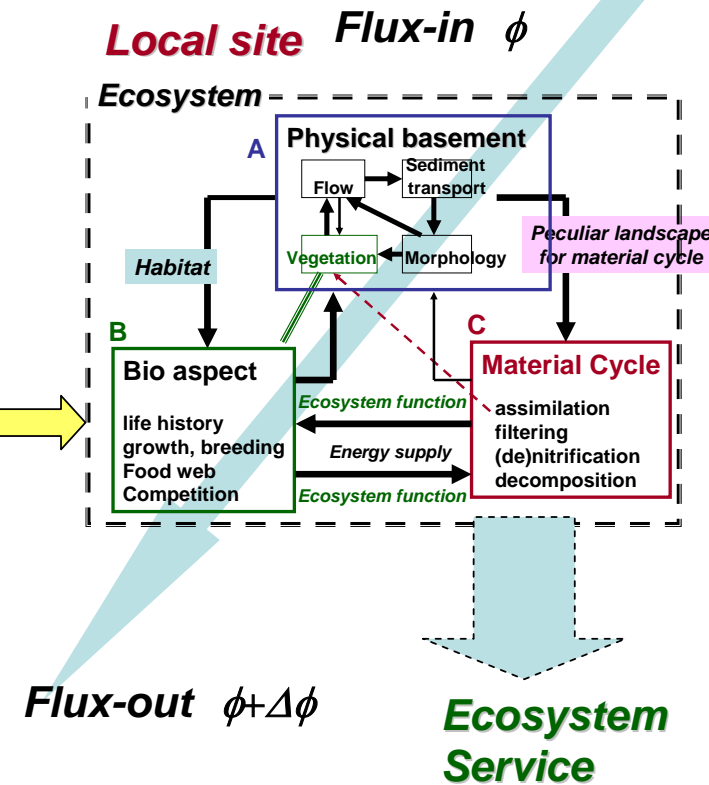 Local site
Flux-in ϕ
Ecosystem
A
Physical basement
Flow
Sediment
transport
Vegetation
Morphology
Habitat
Peculiar landscape
for material cycle
B
Bio aspect
life history
growth, breeding
Food web
Competition
Ecosystem function
Energy supply
Ecosystem function
C
Material Cycle
assimilation
filtering
(de)nitrification
decomposition
Flux-out ϕ+Δϕ
Ecosystem
Service